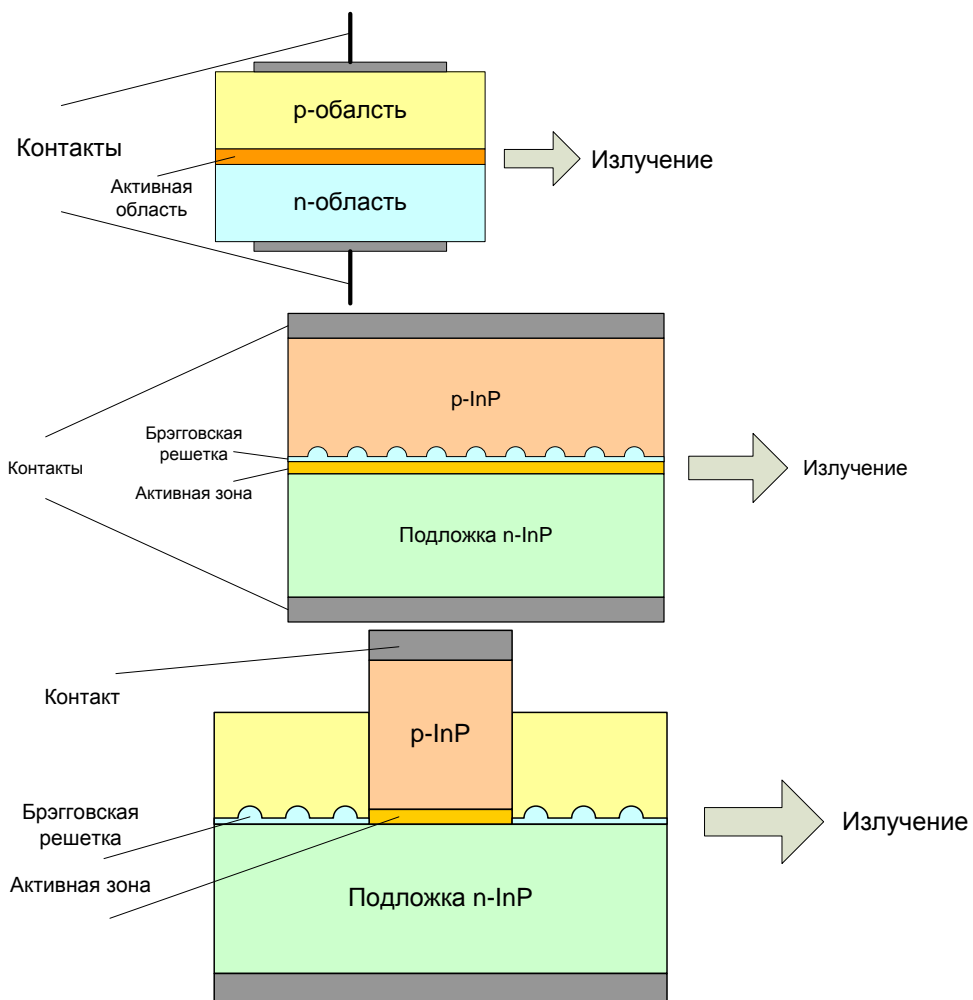 p-обалсть
Контакты
Излучение
Активная
область
n-область
p-InP
Брэгговская
решетка
Контакты
Излучение
Активная зона
Подложка n-InP
Контакт
p-InP
Брэгговская
решетка
Излучение
Активная зона
Подложка n-InP